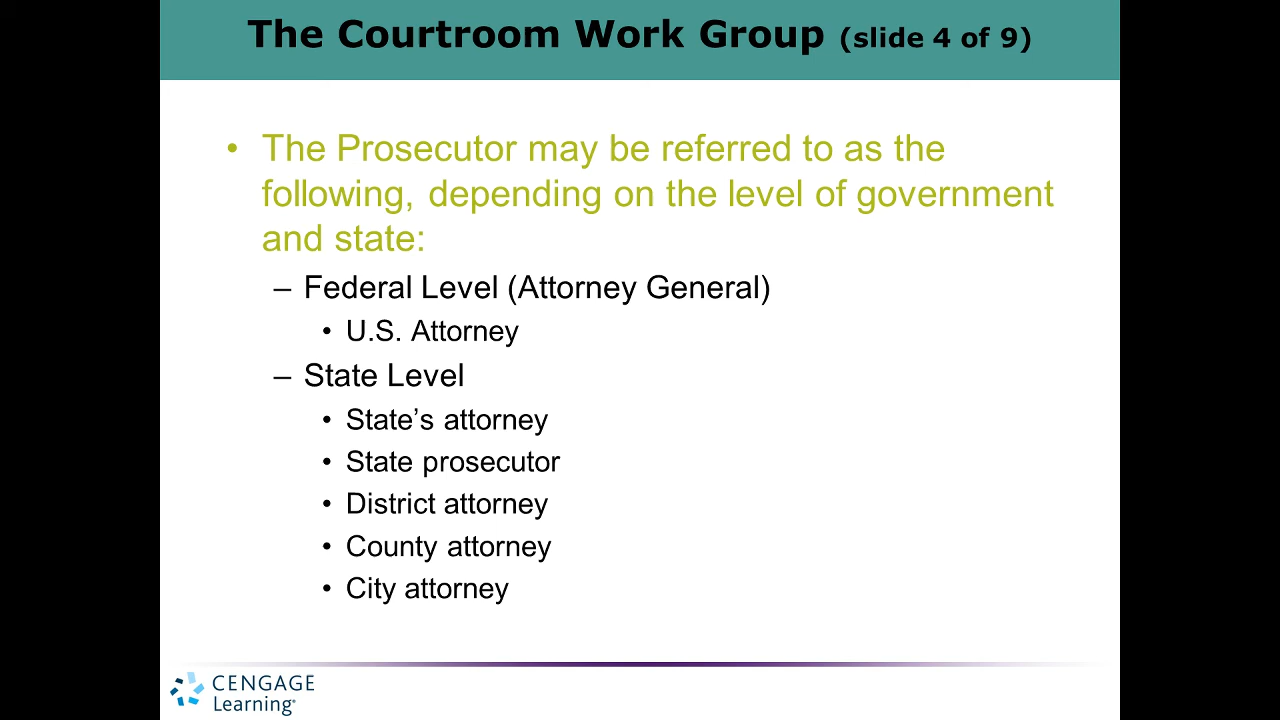 The Courtroom Work Group (slide 4 of 9)
• The Prosecutor may be referred to as the
following, depending on the level of government
and state:
– Federal Level (Attorney General)
• U.S. Attorney
– State Level
• State’s attorney
• State prosecutor
• District attorney
• County attorney
• City attorney
CENGAGE
Learning®